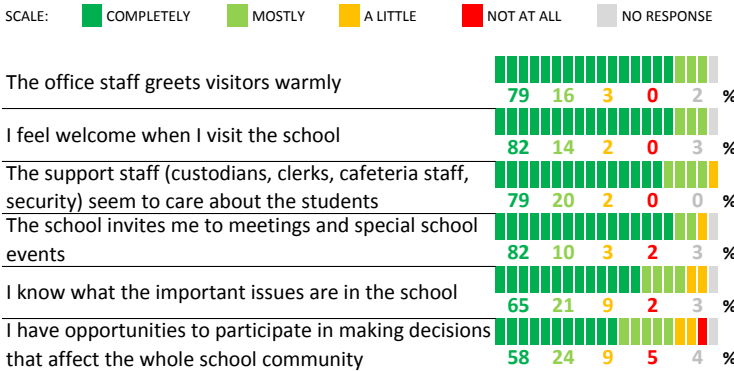 SCALE: COMPLETELY MOSTLY A LITTLE NOT AT ALL NO RESPONSE
The office staff greets visitors warmly
79 16 3 0 2 %
I feel welcome when I visit the school
82 14 2 0 3 %
The support staff (custodians, clerks, cafeteria staff,
security) seem to care about the students
79 20 2 0 0 %
The school invites me to meetings and special school
events
82 10 3 2 3 %
I know what the important issues are in the school
65 21 9 2 3 %
I have opportunities to participate in making decisions
that affect the whole school community
58 24 9 5 4 %